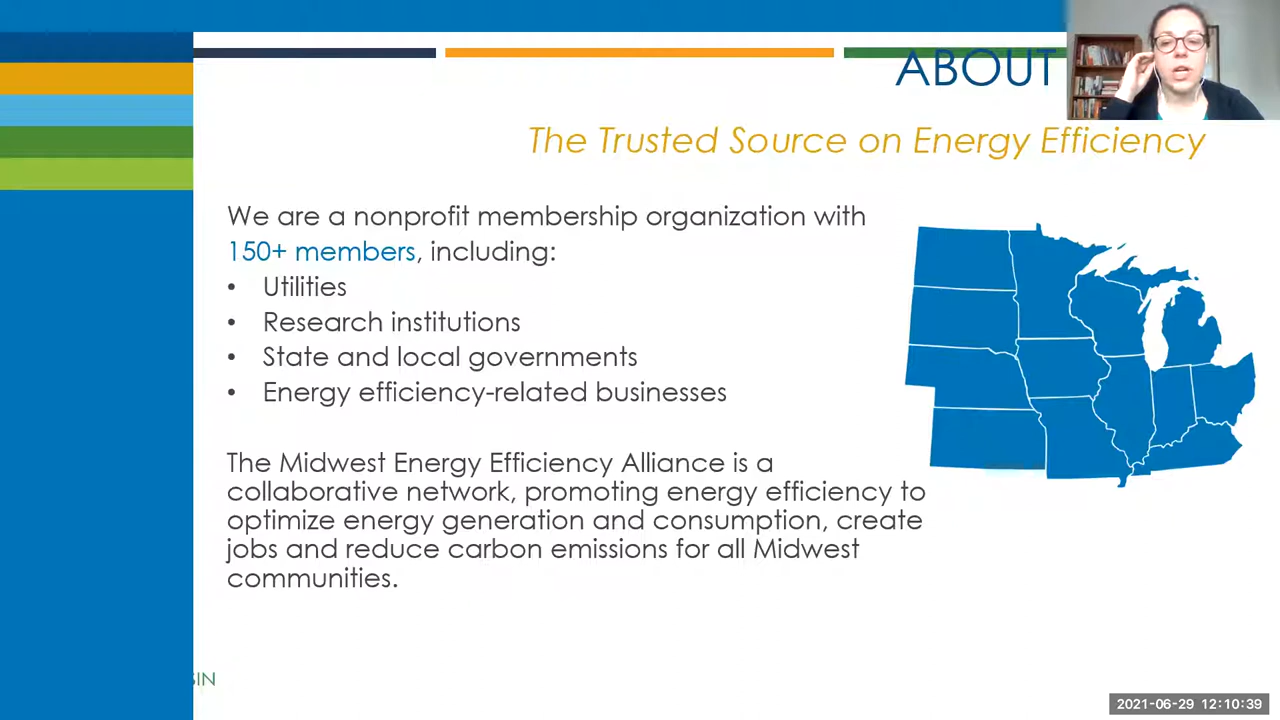 ABOUT
The Trusted Source on Energy Efficiency
We are a nonprofit membership organization with
150+ members, including:
• Utilities
• Research institutions
• State and local governments
• Energy efficiency-related businesses
The Midwest Energy Efficiency Alliance is a
collaborative network, promoting energy efficiency to
optimize energy generation and consumption, create
jobs and reduce carbon emissions for all Midwest
communities.
2021-06-29 12:10:39